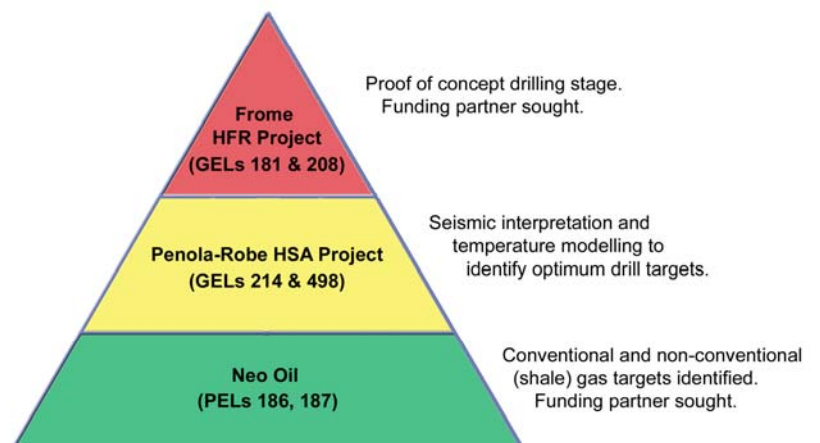 Frome
HFR Project
(GELs 181 & 208)
Proof of concept drilling stage.
Funding partner sought.
Penola-Robe HSA Project
(GELs 214 & 498)
Seismic interpretation and
temperature modelling to
identify optimum drill targets.
Neo Oil
(PELs 186, 187)
Conventional and non-conventional
(shale) gas targets identified.
Funding partner sought.